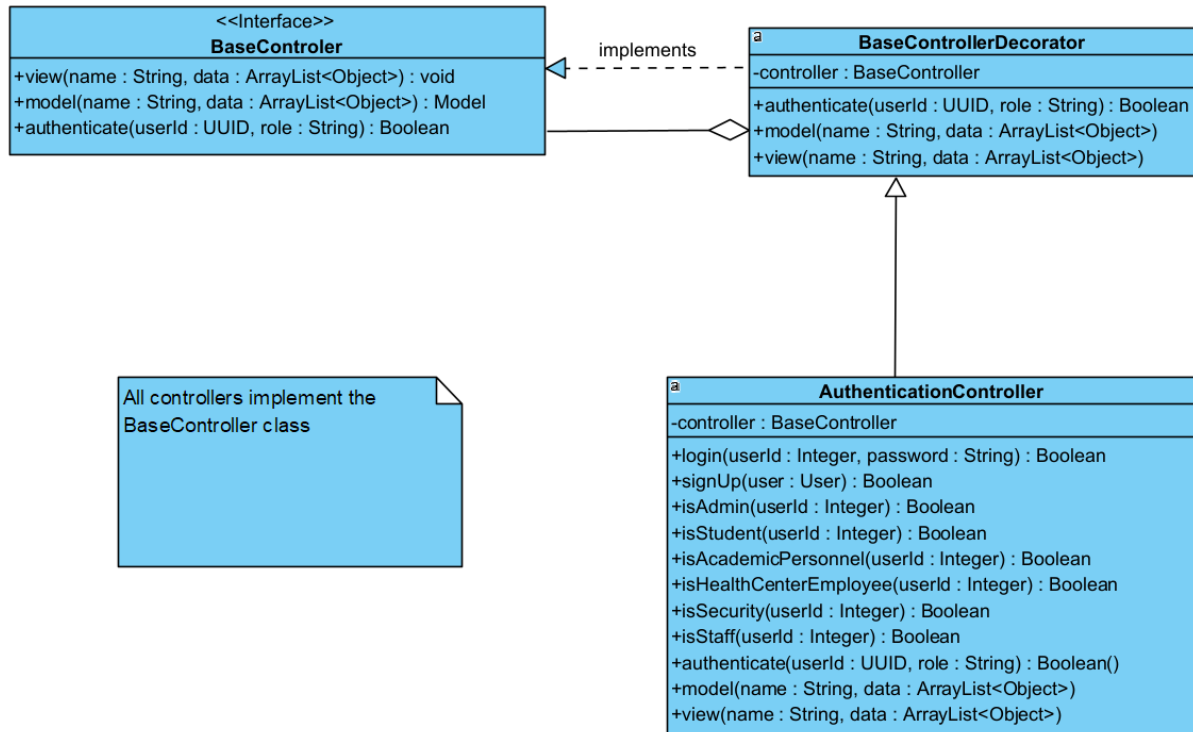 <<Interface>>
BaseControler
+view(name : String, data : ArrayList<Object>) : void
+model(name : String, data : ArrayList<Object>) : Model
+authenticate(userId : UUID, role : String) : Boolean
implements
a
BaseControllerDecorator
-controller : BaseController
+authenticate(userId : UUID, role : String) : Boolean
+model(name : String, data : ArrayList<Object>)
+view(name : String, data : ArrayList<Object>)
All controllers implement the
BaseController class
a
AuthenticationController
-controller : BaseController
+login(userId : Integer, password : String) : Boolean
+signUp(user : User) : Boolean
+isAdmin(userId : Integer) : Boolean
+isStudent(userId : Integer) : Boolean
+isAcademicPersonnel(userId : Integer) : Boolean
+isHealthCenterEmployee(userId : Integer) : Boolean
+isSecurity(userId : Integer) : Boolean
+isStaff(userId : Integer) : Boolean
+authenticate(userId : UUID, role : String) : Boolean()
+model(name : String, data : ArrayList<Object>)
+view(name : String, data : ArrayList<Object>)